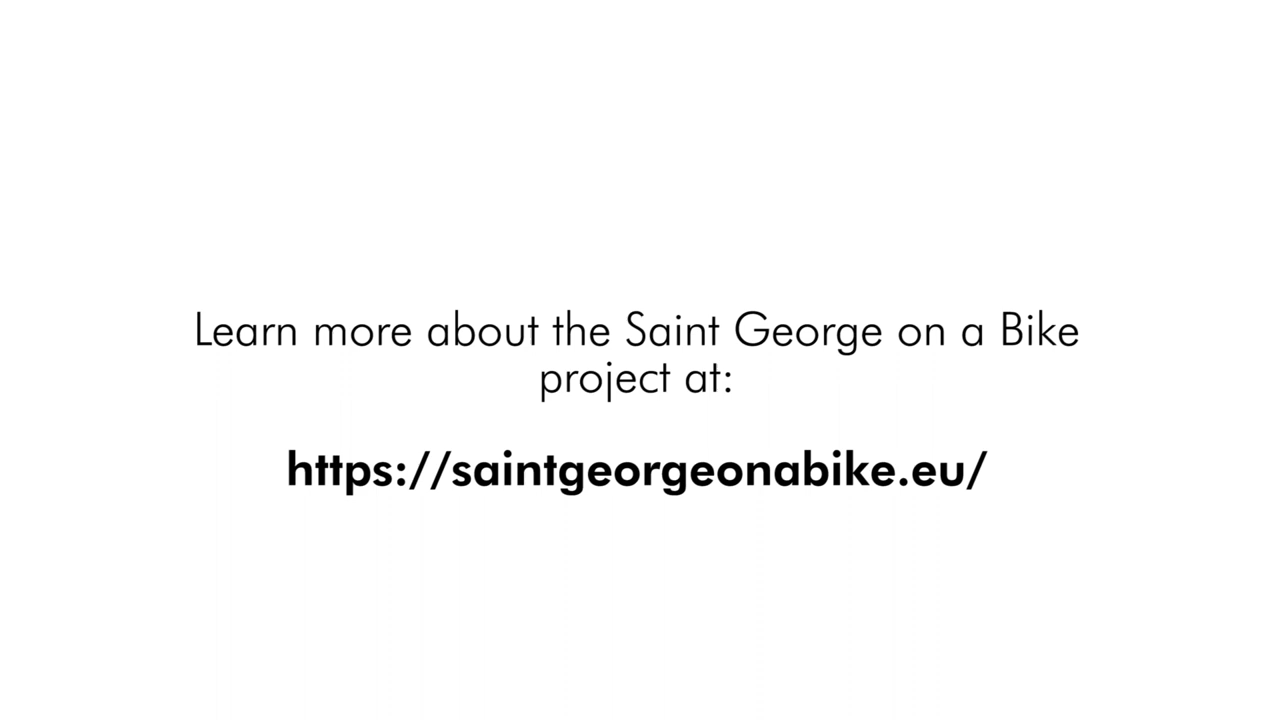 Learn more about the Saint George on a Bike
project at:
https://saintgeorgeonabike.eu/